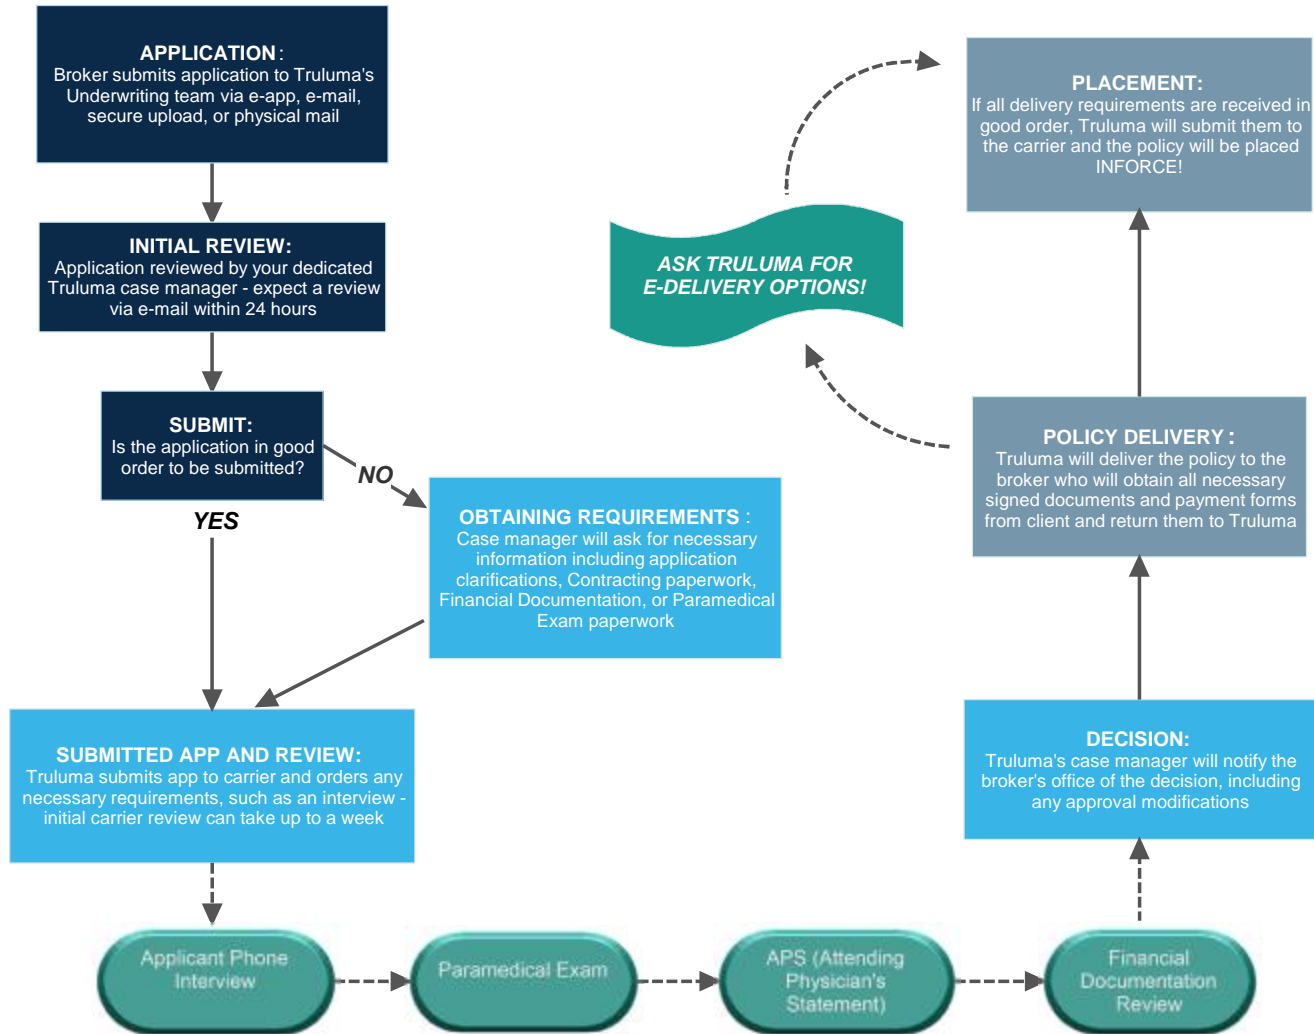 APPLICATION :
Broker submits application to Truluma's
Underwriting team via e-app, e-mail,
secure upload, or physical mail
INITIAL REVIEW:
Application reviewed by your dedicated
Truluma case manager - expect a review
via e-mail within 24 hours
SUBMIT:
Is the application in good
order to be submitted?
NO
YES
OBTAINING REQUIREMENTS :
Case manager will ask for necessary
information including application
clarifications, Contracting paperwork,
Financial Documentation, or Paramedical
Exam paperwork
SUBMITTED APP AND REVIEW:
Truluma submits app to carrier and orders any
necessary requirements, such as an interview -
initial carrier review can take up to a week
Applicant Phone
Interview
Paramedical Exam
APS (Attending
Physician's
Statement)
Financial
Documentation
Review
DECISION:
Truluma's case manager will notify the
broker's office of the decision, including
any approval modifications
POLICY DELIVERY :
Truluma will deliver the policy to the
broker who will obtain all necessary
signed documents and payment forms
from client and return them to Truluma
ASK TRULUMA FOR
E-DELIVERY OPTIONS!
PLACEMENT:
If all delivery requirements are received in
good order, Truluma will submit them to
the carrier and the policy will be placed
INFORCE!